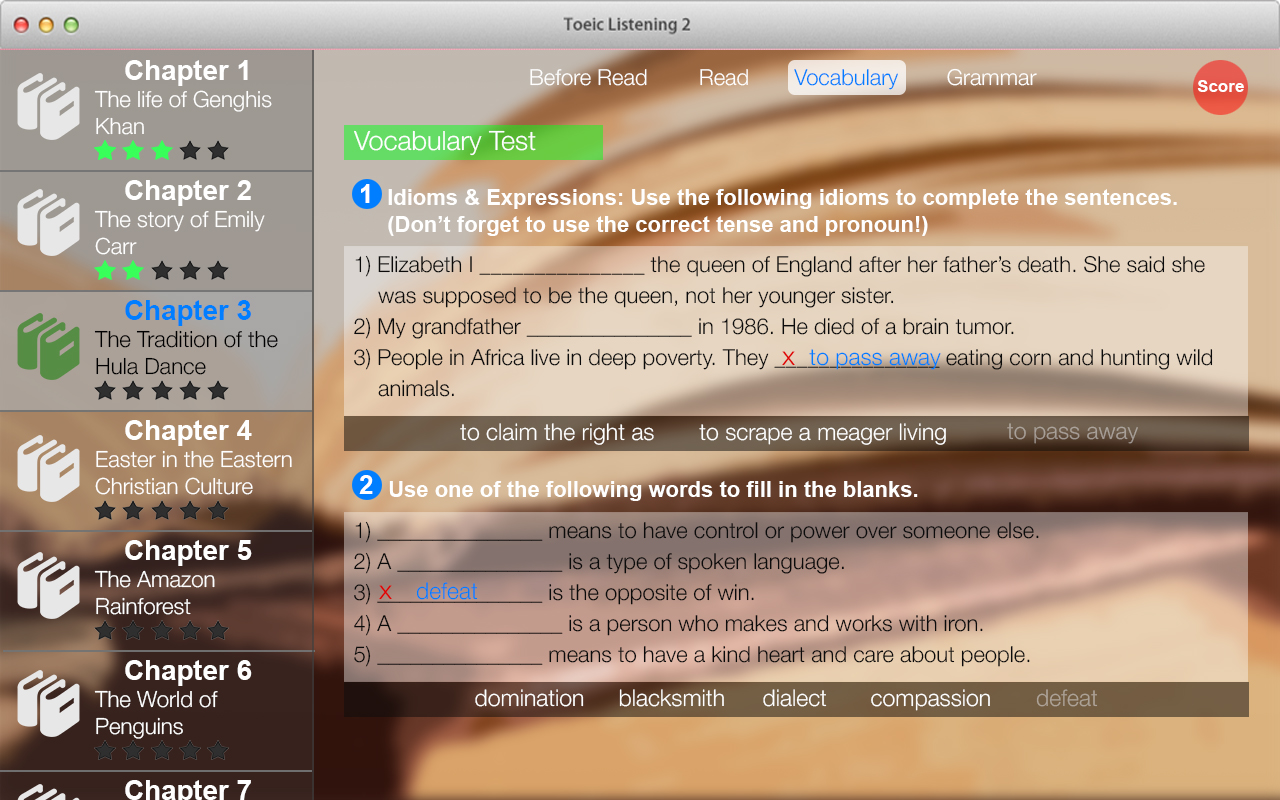 Toeic Listening 2
Chapter 1
The life of Genghis
Khan
Chapter 2
The story of Emily
Carr
Chapter 3
The Tradition of the
Hula Dance
Chapter 4
Easter in the Eastern
Christian Culture
Chapter 5
The Amazon
Rainforest
Chapter 6
The World of
Penguins
Chapter 7
Before Read Read Vocabulary Grammar
Score
Vocabulary Test
1 Idioms & Expressions: Use the following idioms to complete the sentences.
(Don't forget to use the correct tense and pronoun!)
1) Elizabeth I _______________ the queen of England after her father's death. She said she
was supposed to be the queen, not her younger sister.
2) My grandfather _______________ in 1986. He died of a brain tumor.
3) People in Africa live in deep poverty. They x to pass away eating corn and hunting wild
animals.
to claim the right as to scrape a meager living to pass away
2 Use one of the following words to fill in the blanks.
1) _______________ means to have control or power over someone else.
2) A _______________ is a type of spoken language.
3) x defeat is the opposite of win.
4) A _______________ is a person who makes and works with iron.
5) _______________ means to have a kind heart and care about people.
domination blacksmith dialect compassion defeat